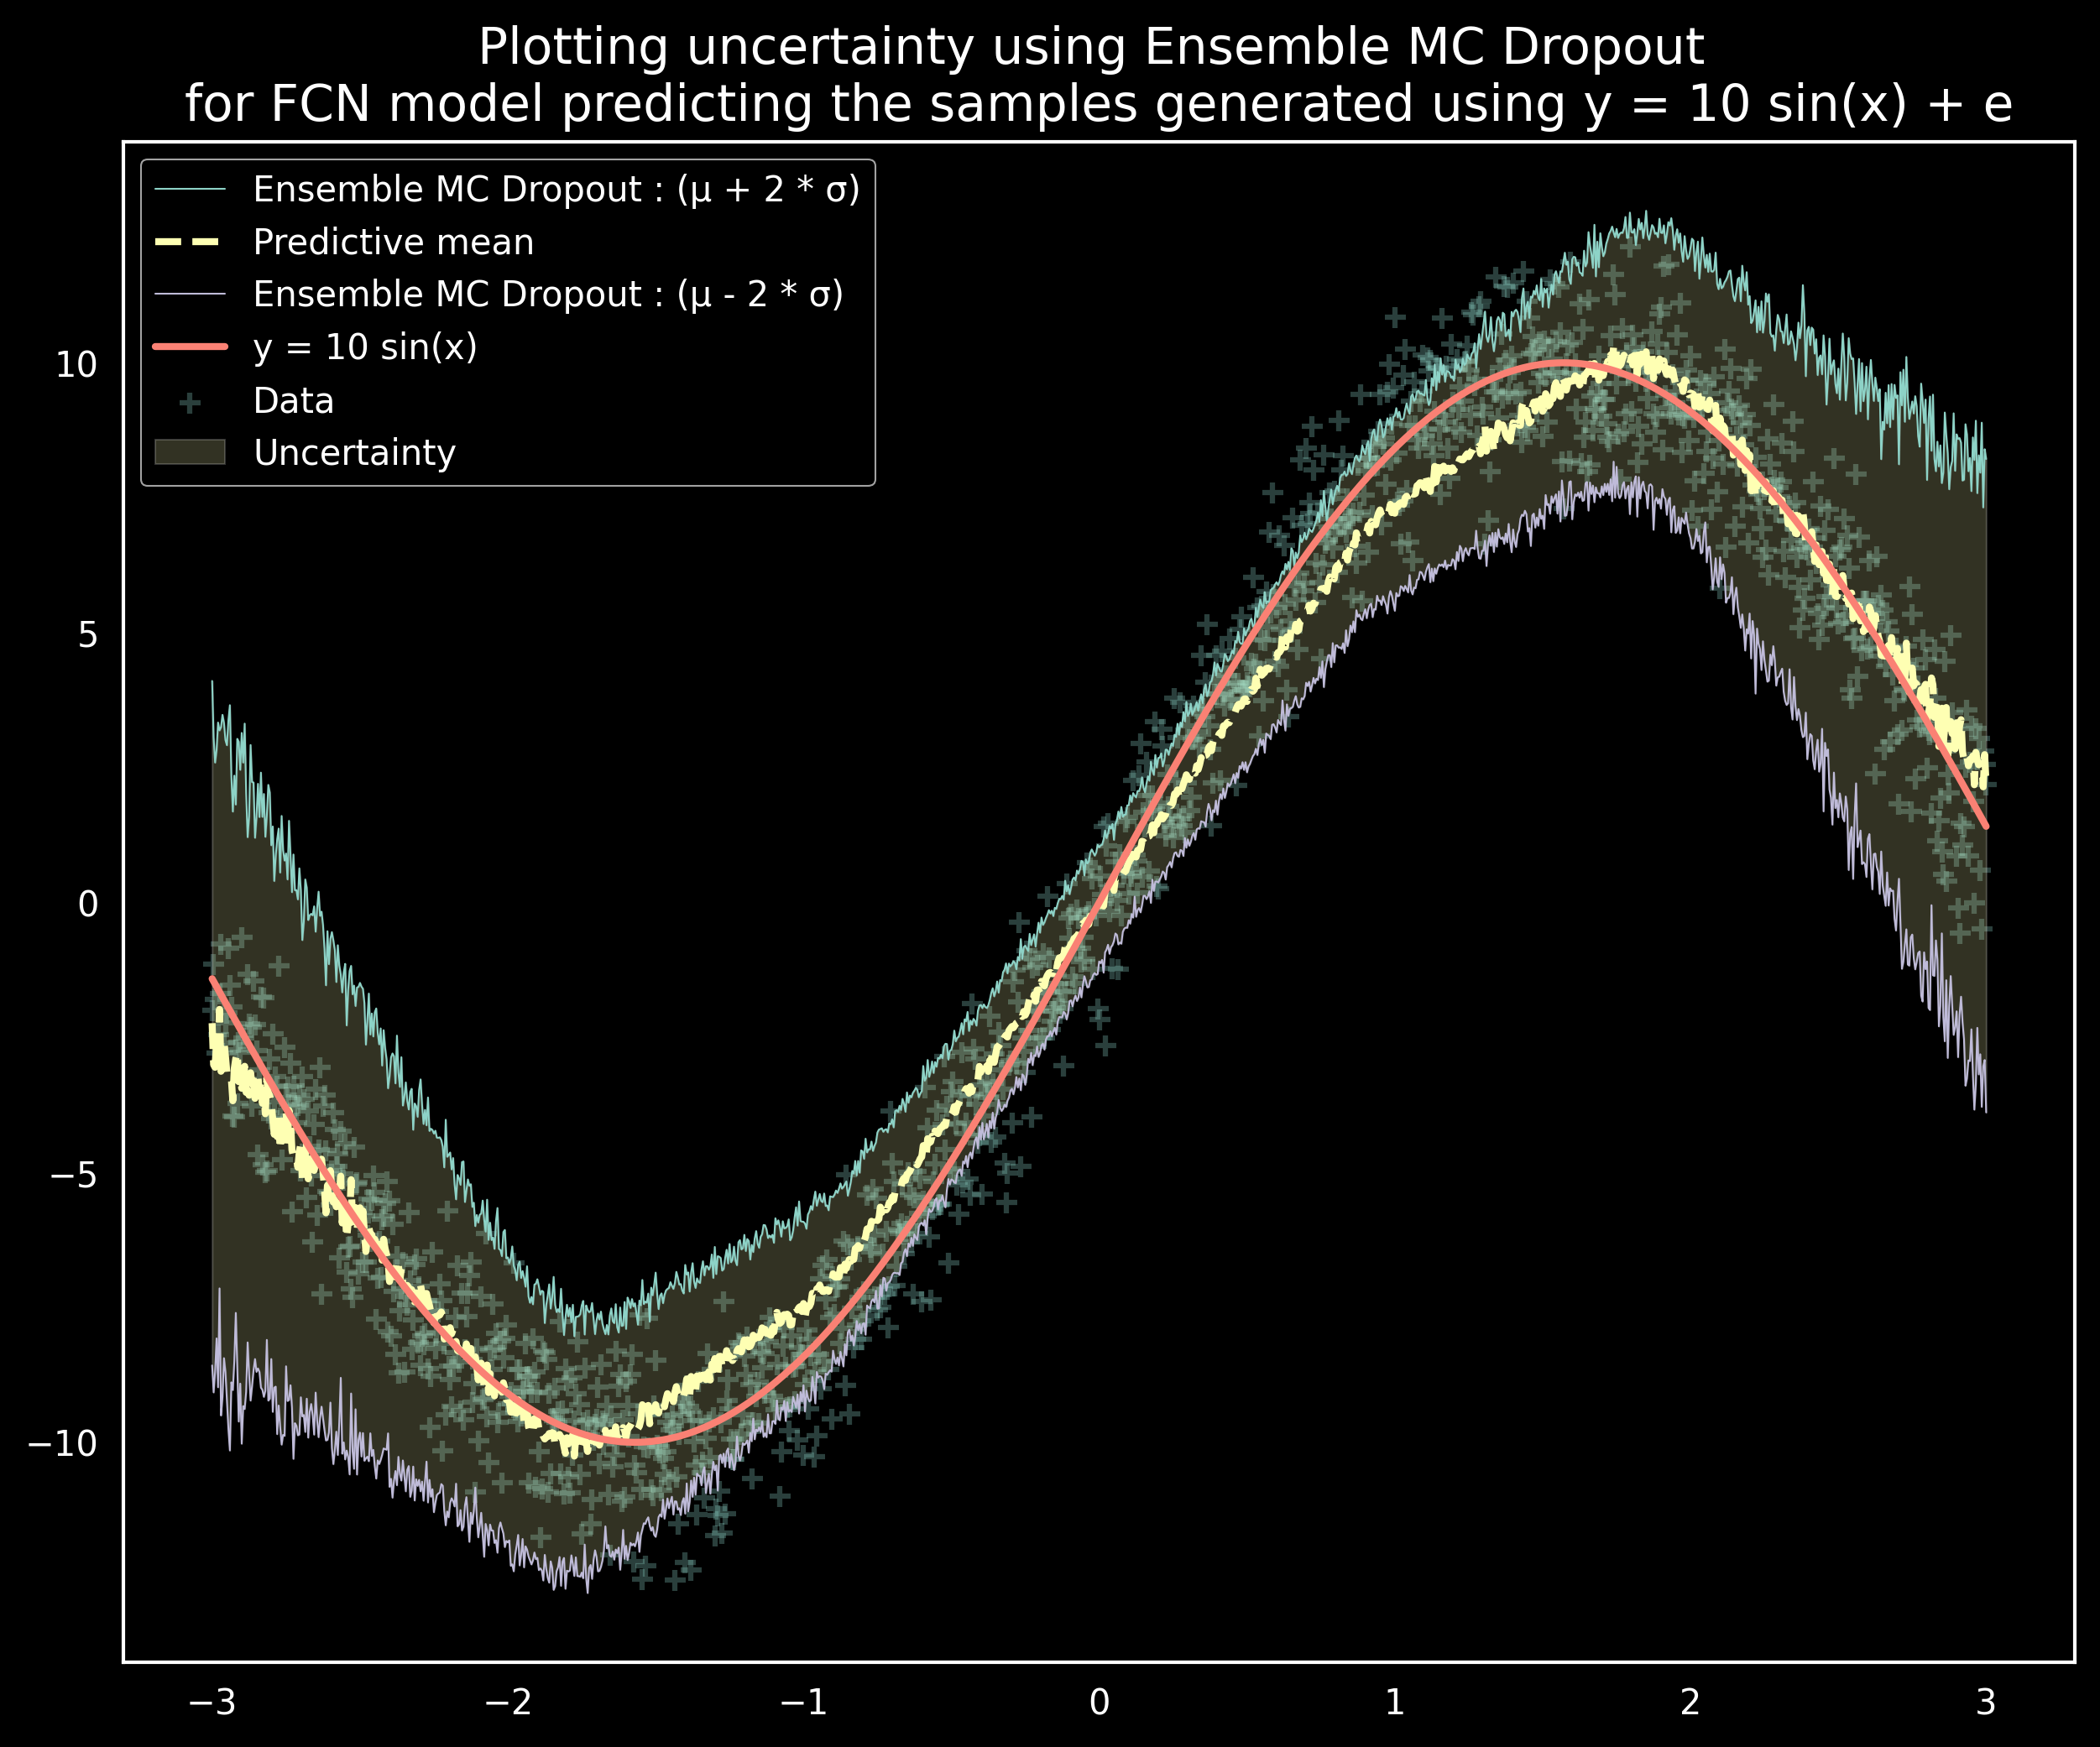 Plotting uncertainty using Ensemble MC Dropout
for FCN model predicting the samples generated using y = 10 sin(x) + e
Ensemble MC Dropout : (μ + 2 * σ)
Predictive mean
Ensemble MC Dropout : (μ - 2 * σ)
y = 10 sin(x)
Data
Uncertainty
10
5
0
−5
−10
−3
−2
−1
0
1
2
3